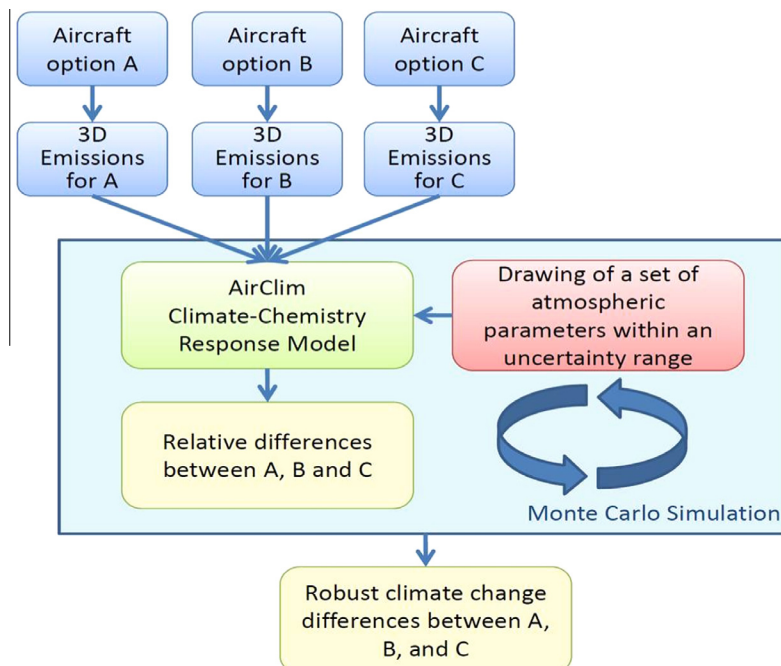 Aircraft
option A
Aircraft
option B
Aircraft
option C
3D
Emissions
for A
3D
Emissions
for B
3D
Emissions
for C
AirClim
Climate-Chemistry
Response Model
Drawing of a set of
atmospheric
parameters within an
uncertainty range
Relative differences
between A, B and C
Monte Carlo Simulation
Robust climate change
differences between A,
B, and C